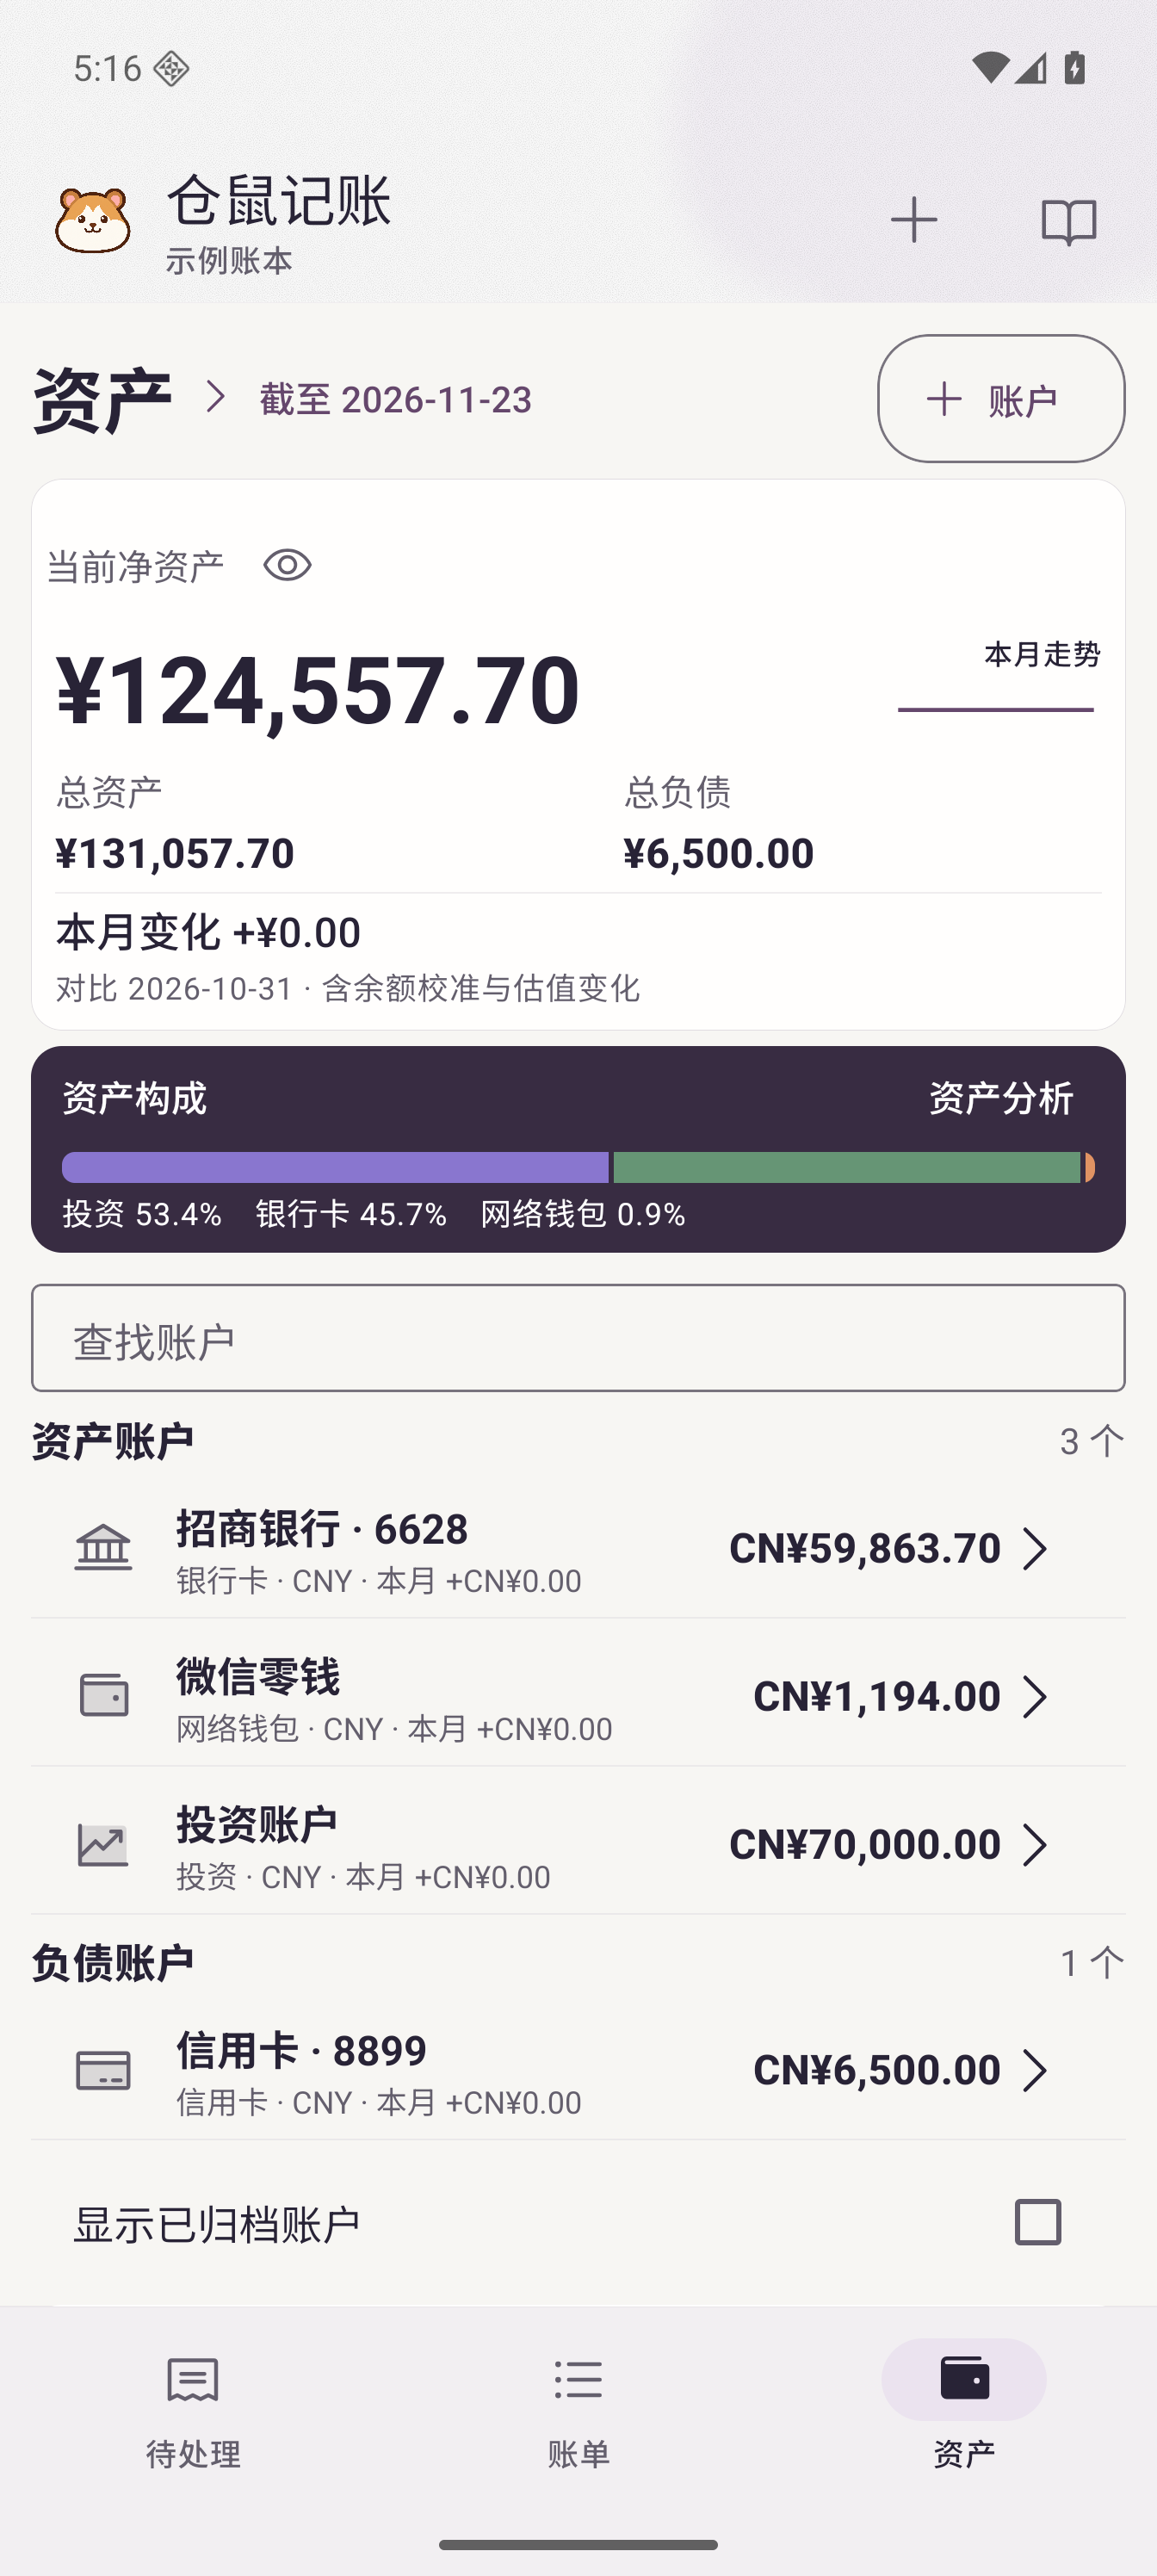 5:16
仓鼠记账
示例账本
资产
截至 2026-11-23
账户
当前净资产
¥124,557.70
本月走势
总资产
总负债
¥131,057.70
¥6,500.00
本月变化 +¥0.00
对比 2026-10-31 · 含余额校准与估值变化
资产构成
资产分析
投资 53.4% 银行卡 45.7% 网络钱包 0.9%
查找账户
资产账户
3 个
招商银行 · 6628
CN¥59,863.70
银行卡 · CNY · 本月 +CN¥0.00
微信零钱
CN¥1,194.00
网络钱包 · CNY · 本月 +CN¥0.00
投资账户
CN¥70,000.00
投资 · CNY · 本月 +CN¥0.00
负债账户
1 个
信用卡 · 8899
CN¥6,500.00
信用卡 · CNY · 本月 +CN¥0.00
显示已归档账户
待处理
账单
资产